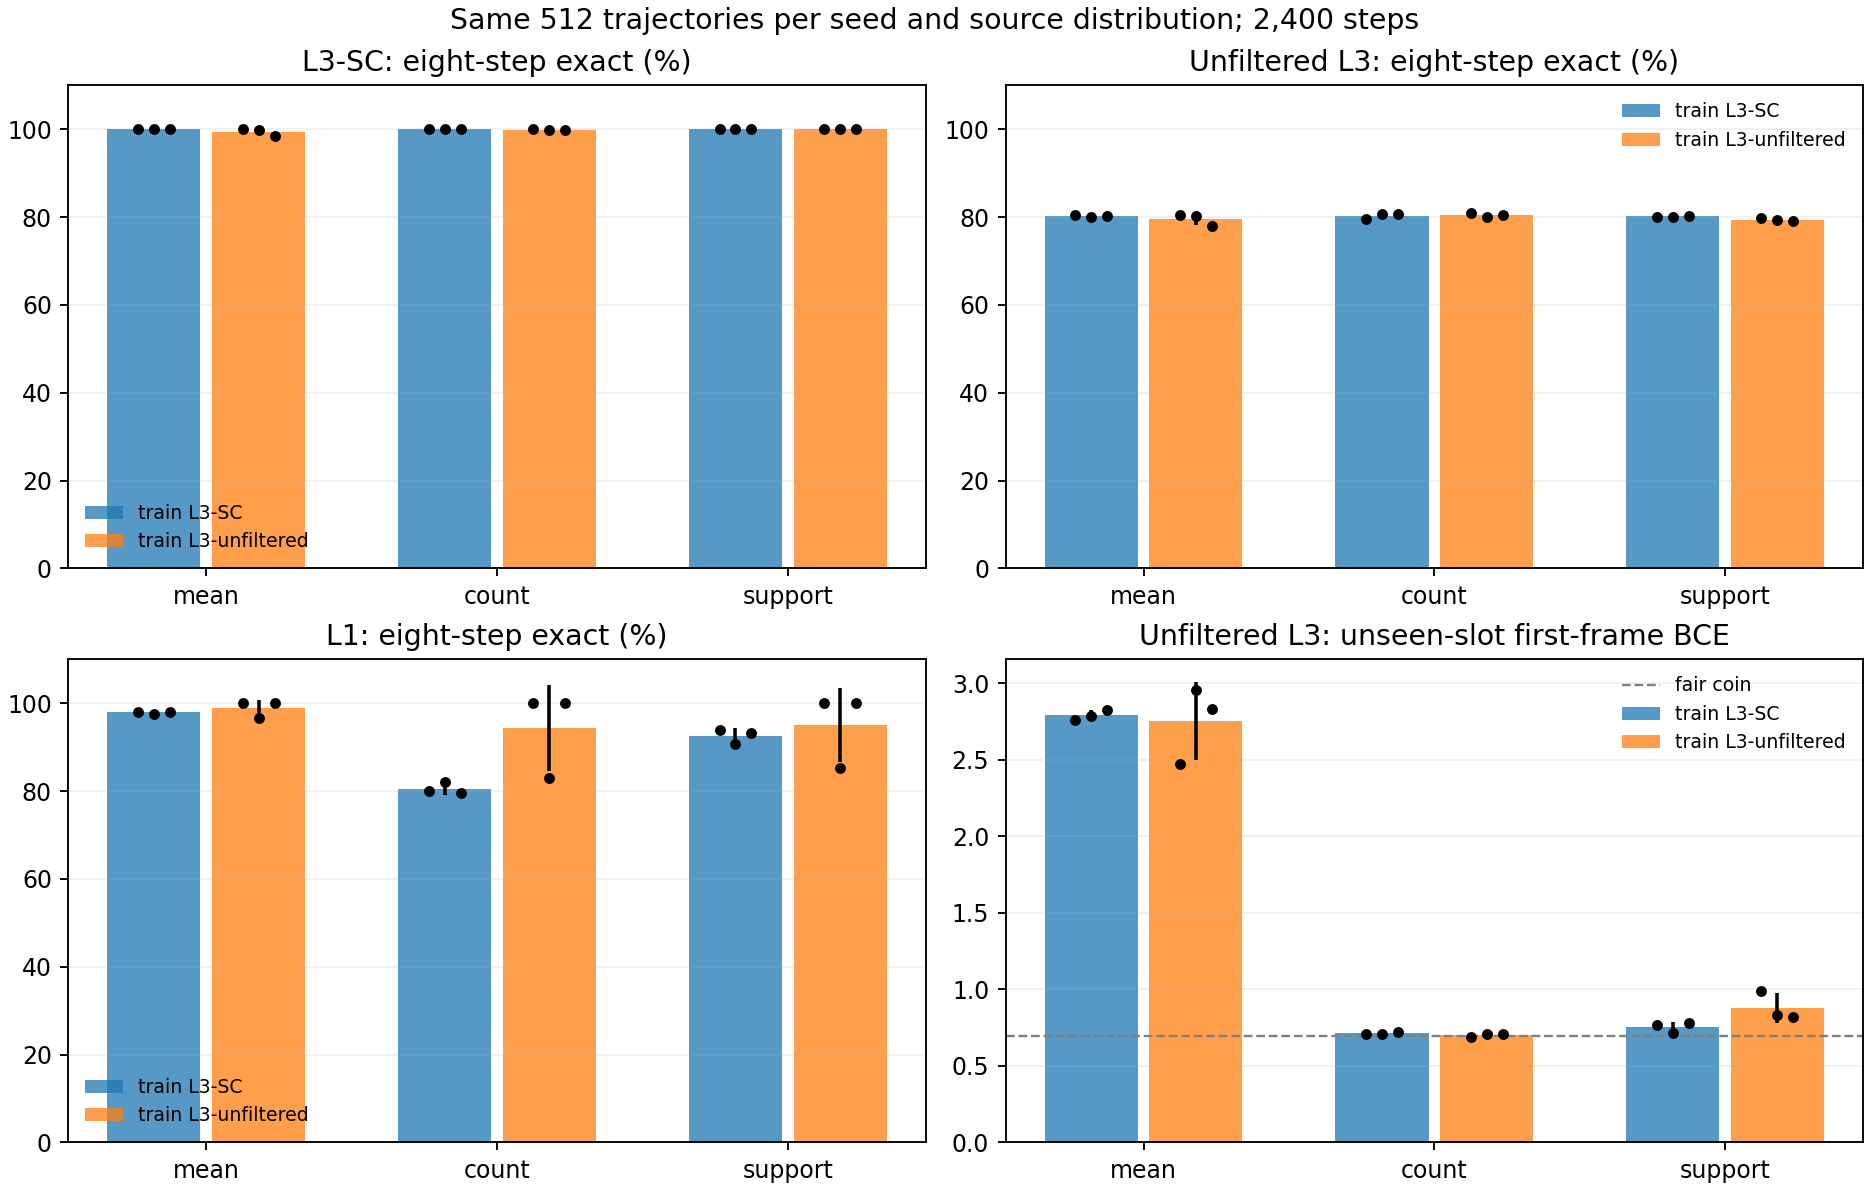 Same 512 trajectories per seed and source distribution; 2,400 steps
L3-SC: eight-step exact (%)
100
80
60
40
20
0
train L3-SC
train L3-unfiltered
mean
count
support
Unfiltered L3: eight-step exact (%)
100
80
60
40
20
0
train L3-SC
train L3-unfiltered
mean
count
support
L1: eight-step exact (%)
100
80
60
40
20
0
train L3-SC
train L3-unfiltered
mean
count
support
Unfiltered L3: unseen-slot first-frame BCE
3.0
2.5
2.0
1.5
1.0
0.5
0.0
fair coin
train L3-SC
train L3-unfiltered
mean
count
support